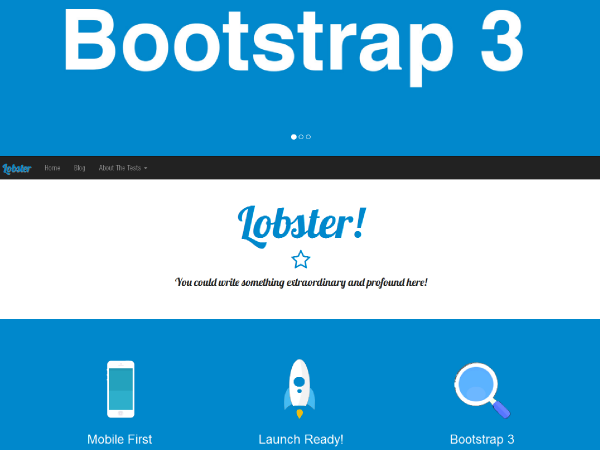 Bootstrap 3
Lobster Home Blog About The Tests
Lobster!
You could write something extraordinary and profound here!
Mobile First Launch Ready! Bootstrap 3